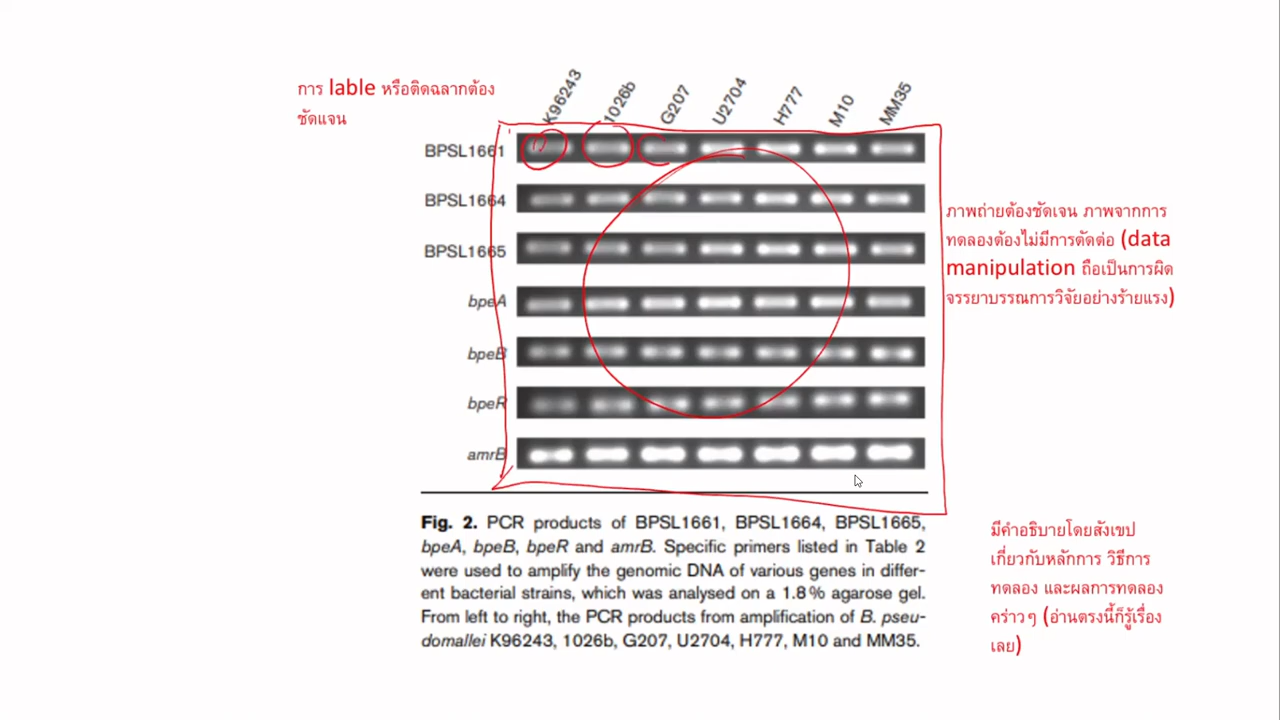 การ lable หรือติดฉลากต้อง
ชัดแจน
K96243
1026b
G207
U2704
H777
M10
MM35
BPSL1661
BPSL1664
BPSL1665
bpeA
bpeB
bpeR
amrB
ภาพถ่ายต้องชัดเจน ภาพจากการ
ทดลองต้องไม่มีการตัดต่อ (data
manipulation ถือเป็นการผิด
จรรยาบรรณการวิจัยอย่างร้ายแรง)
Fig. 2. PCR products of BPSL1661, BPSL1664, BPSL1665,
bpeA, bpeB, bpeR and amrB. Specific primers listed in Table 2
were used to amplify the genomic DNA of various genes in differ-
ent bacterial strains, which was analysed on a 1.8 % agarose gel.
From left to right, the PCR products from amplification of B. pseu-
domallei K96243, 1026b, G207, U2704, H777, M10 and MM35.
มีคำอธิบายโดยสังเขป
เกี่ยวกับหลักการ วิธีการ
ทดลอง และผลการทดลอง
คร่าวๆ (อ่านตรงนี้ก็รู้เรื่อง
เลย)